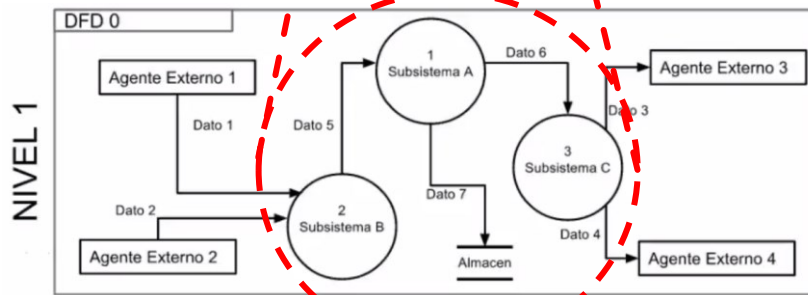 DFD 0
NIVEL 1
Agente Externo 1
Dato 1
Dato 2
Agente Externo 2
Dato 5
1
Subsistema A
Dato 6
2
Subsistema B
Dato 7
Almacen
3
Subsistema C
Dato 3
Agente Externo 3
Dato 4
Agente Externo 4